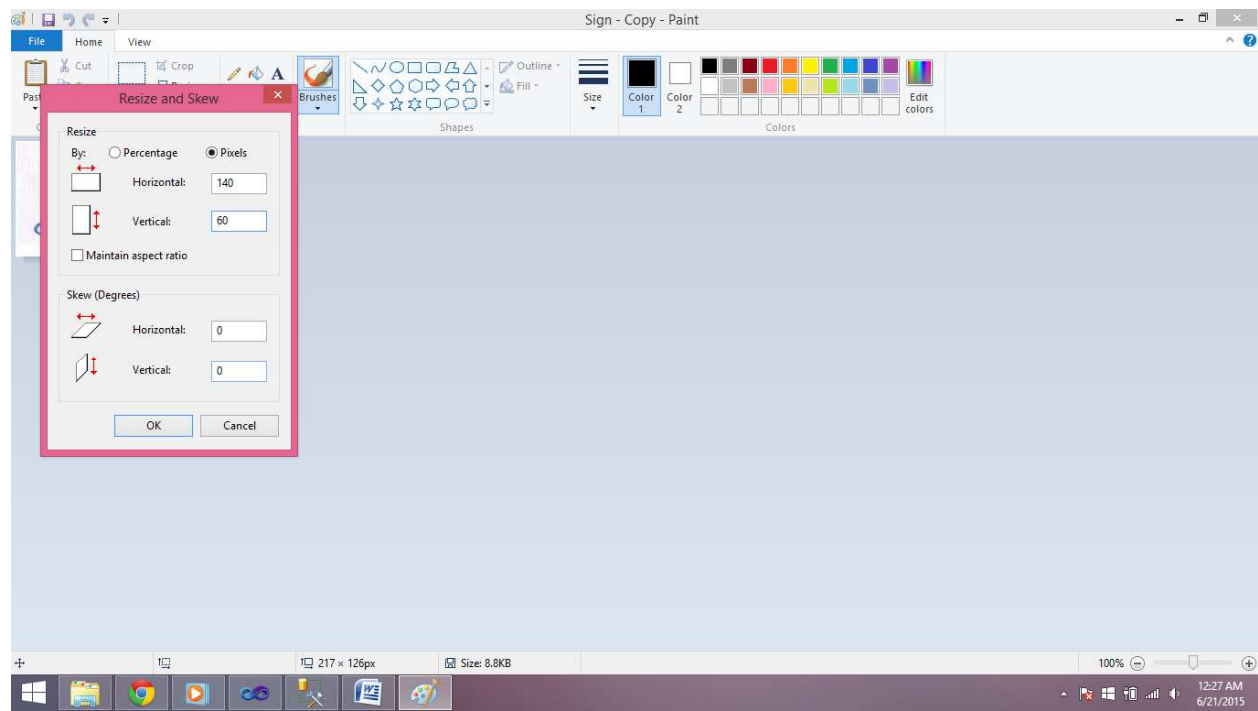 Sign - Copy - Paint
File Home View
Cut
Crop
A
Brushes
Outline
Fill
Size
Color 1
Color 2
Edit colors
Shapes
Colors
Resize and Skew
Resize
By: Percentage Pixels
Horizontal: 140
Vertical: 60
Maintain aspect ratio
Skew (Degrees)
Horizontal: 0
Vertical: 0
OK Cancel
217 × 126px Size: 8.8KB 100%
12:27 AM
6/21/2015